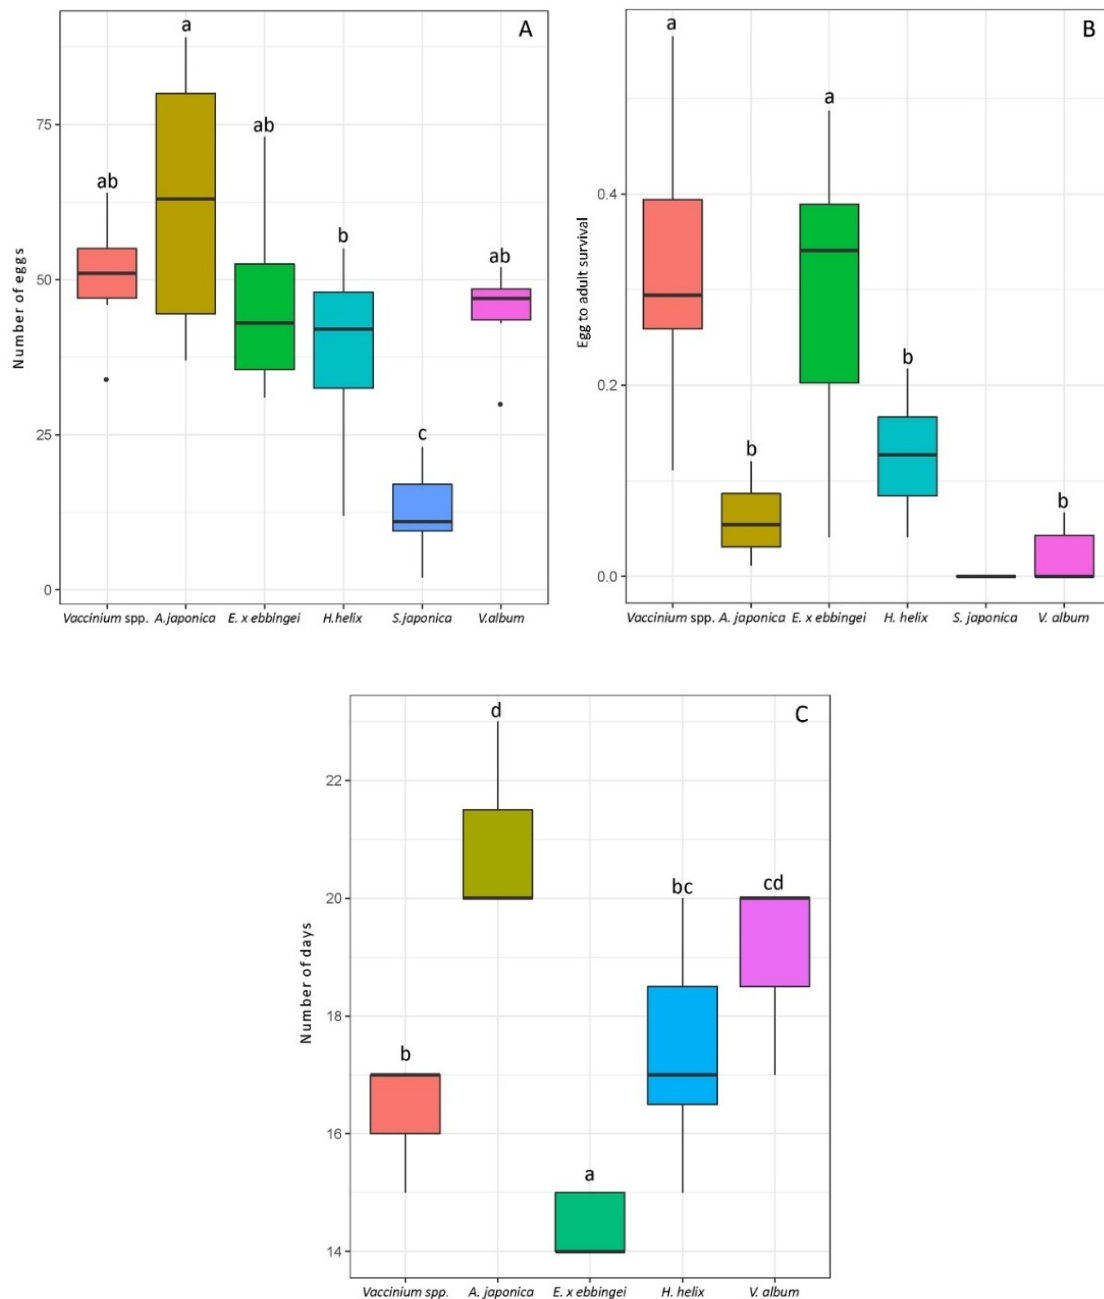 A
a
ab
ab
ab
b
c
75
50
25
0
Number of eggs
Vaccinium spp. A.japonica E. x ebbingei H.helix S.japonica V.album
B
a
a
b
b
b
0.4
0.2
0.0
Egg to adult survival
Vaccinium spp. A. japonica E. x ebbingei H. helix S. japonica V. album
C
d
bc
cd
b
a
22
20
18
16
14
Number of days
Vaccinium spp. A. japonica E. x ebbingei H. helix V. album